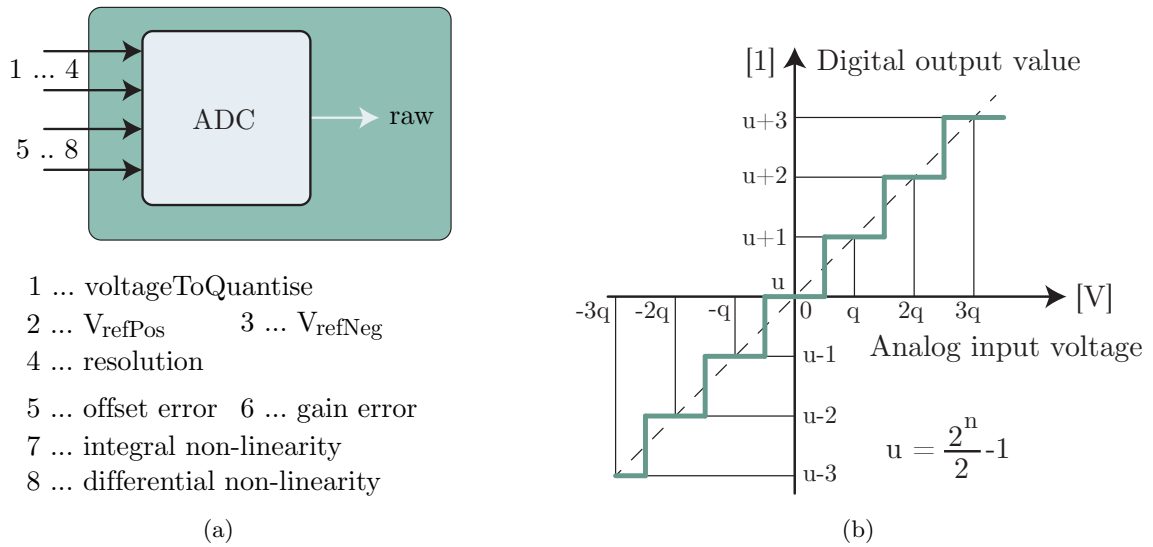 1 ... 4
5 .. 8
ADC
raw
1 ... voltageToQuantise
2 ... VrefPos 3 ... VrefNeg
4 ... resolution
5 ... offset error 6 ... gain error
7 ... integral non-linearity
8 ... differential non-linearity
(a)
[1] Digital output value
u+3
u+2
u+1
u
-3q -2q -q 0 q 2q 3q [V]
Analog input voltage
u-1
u-2
u-3
u = 2^n/2 -1
(b)